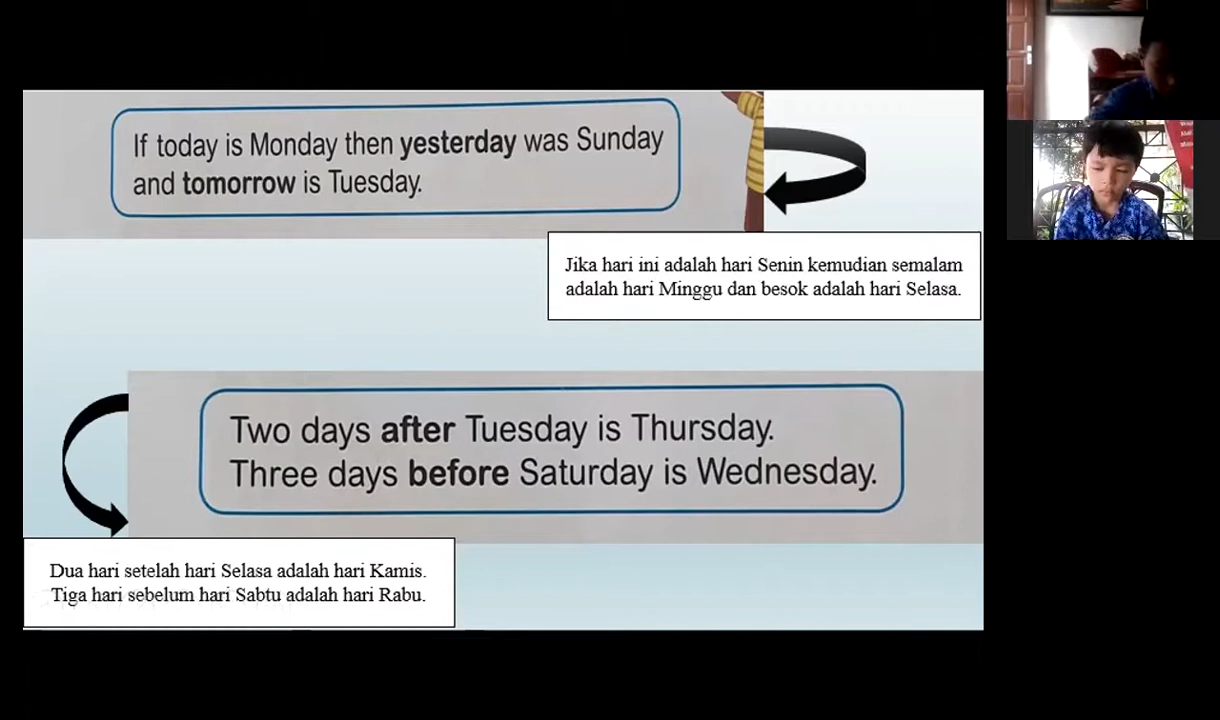 If today is Monday then yesterday was Sunday
and tomorrow is Tuesday.
Jika hari ini adalah hari Senin kemudian semalam
adalah hari Minggu dan besok adalah hari Selasa.
Two days after Tuesday is Thursday.
Three days before Saturday is Wednesday.
Dua hari setelah hari Selasa adalah hari Kamis.
Tiga hari sebelum hari Sabtu adalah hari Rabu.